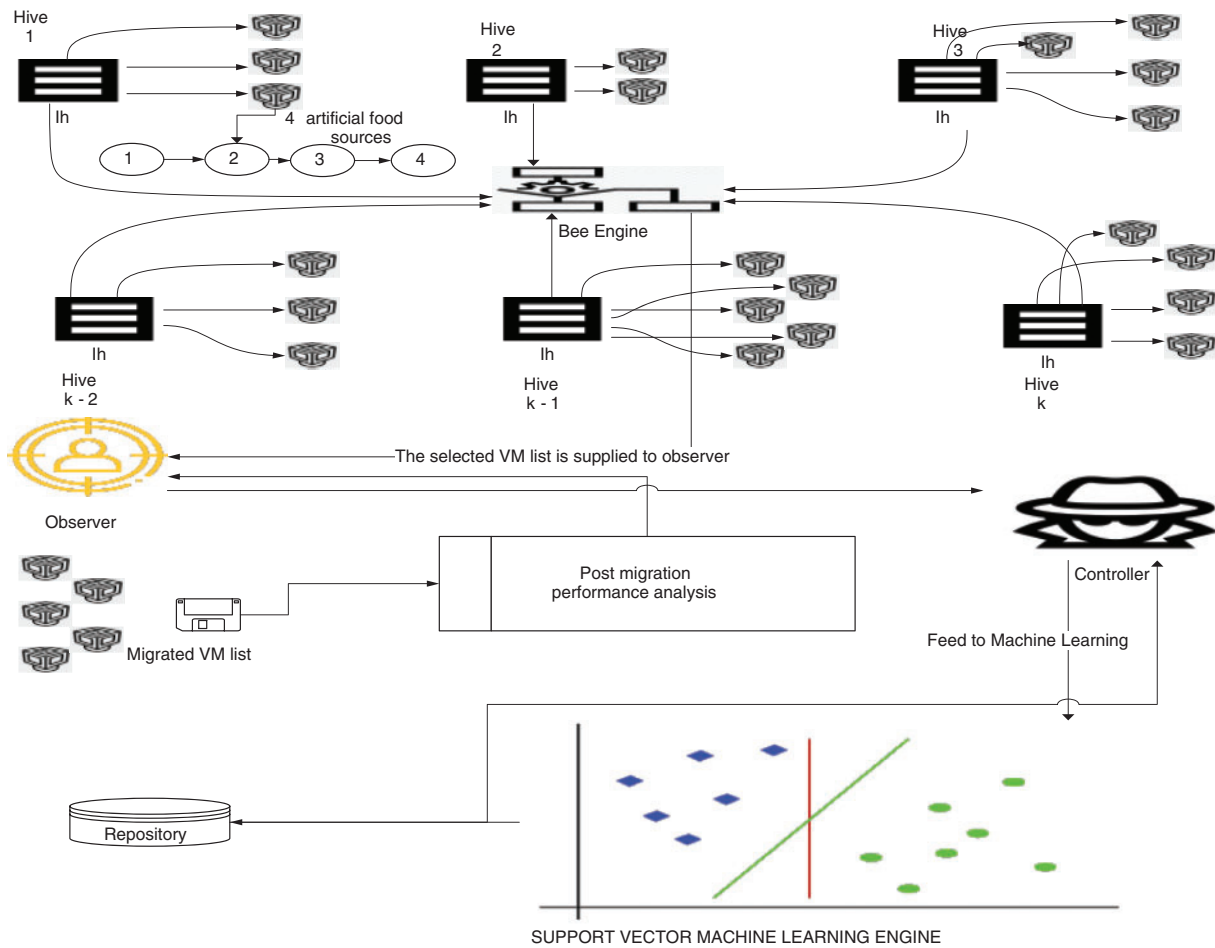 Hive
1
Hive
2
Hive
3
Ih
Ih
Ih
4 artificial food
sources
1
2
3
4
Bee Engine
Ih
Ih
Ih
Hive
k - 2
Hive
k - 1
Hive
k
The selected VM list is supplied to observer
Observer
Post migration
performance analysis
Controller
Migrated VM list
Feed to Machine Learning
Repository
SUPPORT VECTOR MACHINE LEARNING ENGINE